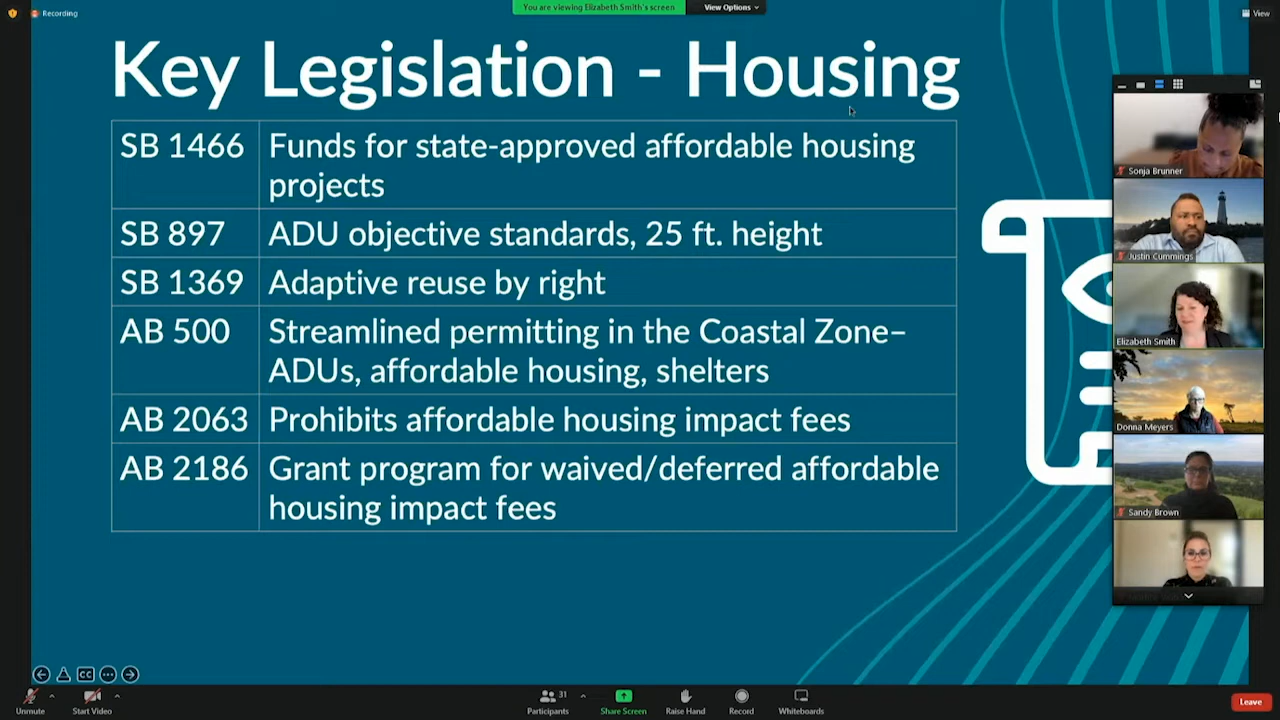 Recording
You are viewing Elizabeth Smith's screen
View Options
View
Key Legislation - Housing
SB 1466
Funds for state-approved affordable housing
projects
SB 897
ADU objective standards, 25 ft. height
SB 1369
Adaptive reuse by right
AB 500
Streamlined permitting in the Coastal Zone–
ADUs, affordable housing, shelters
AB 2063
Prohibits affordable housing impact fees
AB 2186
Grant program for waived/deferred affordable
housing impact fees
Sonja Brunner
Justin Cummings
Elizabeth Smith
Donna Meyers
Sandy Brown
CC
Unmute
Start Video
31
Participants
Share Screen
Raise Hand
Record
Whiteboards
Leave